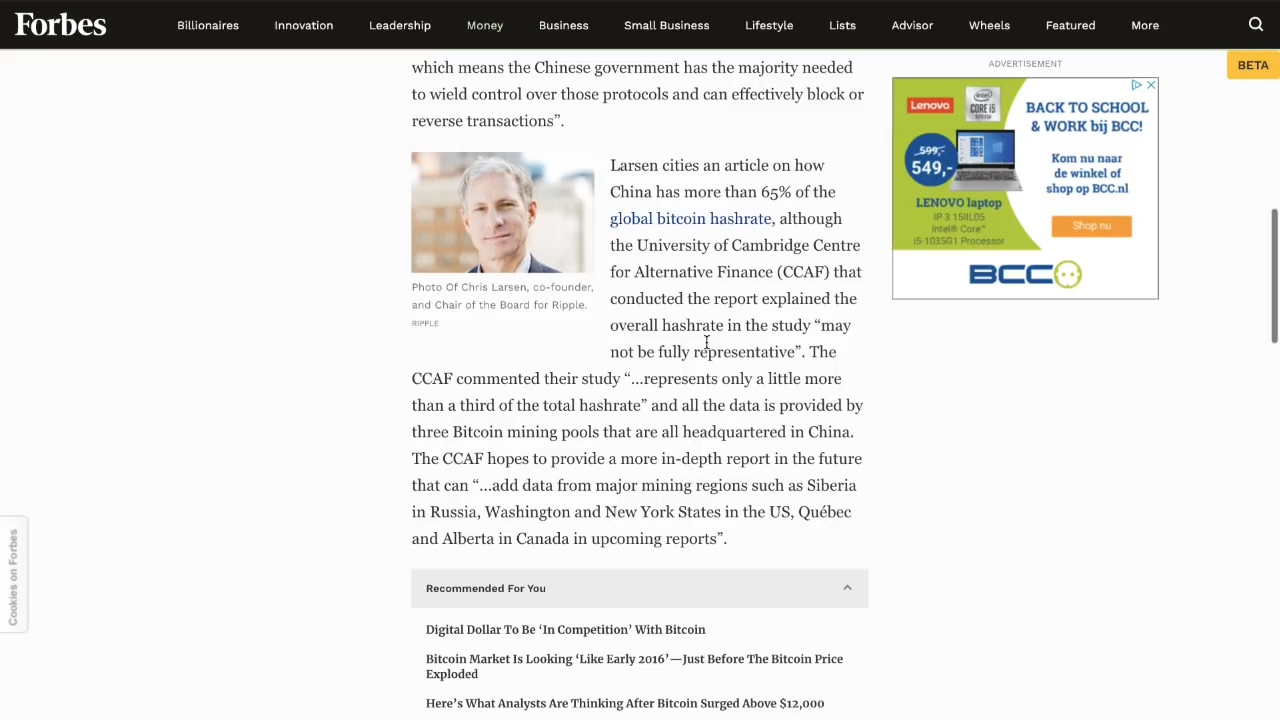 Forbes
Billionaires
Innovation
Leadership
Money
Business
Small Business
Lifestyle
Lists
Advisor
Wheels
Featured
More
BETA
which means the Chinese government has the majority needed
to wield control over those protocols and can effectively block or
reverse transactions”.
Photo Of Chris Larsen, co-founder,
and Chair of the Board for Ripple.
RIPPLE
Larsen cites an article on how
China has more than 65% of the
global bitcoin hashrate, although
the University of Cambridge Centre
for Alternative Finance (CCAF) that
conducted the report explained the
overall hashrate in the study “may
not be fully representative”. The
CCAF commented their study “...represents only a little more
than a third of the total hashrate” and all the data is provided by
three Bitcoin mining pools that are all headquartered in China.
The CCAF hopes to provide a more in-depth report in the future
that can “...add data from major mining regions such as Siberia
in Russia, Washington and New York States in the US, Québec
and Alberta in Canada in upcoming reports”.
Recommended For You
Digital Dollar To Be ‘In Competition’ With Bitcoin
Bitcoin Market Is Looking ‘Like Early 2016’—Just Before The Bitcoin Price
Exploded
Here’s What Analysts Are Thinking After Bitcoin Surged Above $12,000
ADVERTISEMENT
Lenovo
intel
CORE i5
BACK TO SCHOOL
& WORK bij BCC!
599,-
549,-
Kom nu naar
de winkel of
shop op BCC.nl
LENOVO laptop
IP 3 15IIL05
Intel® Core™
i5-1035G1 Processor
Shop nu
BCC
Cookies on Forbes